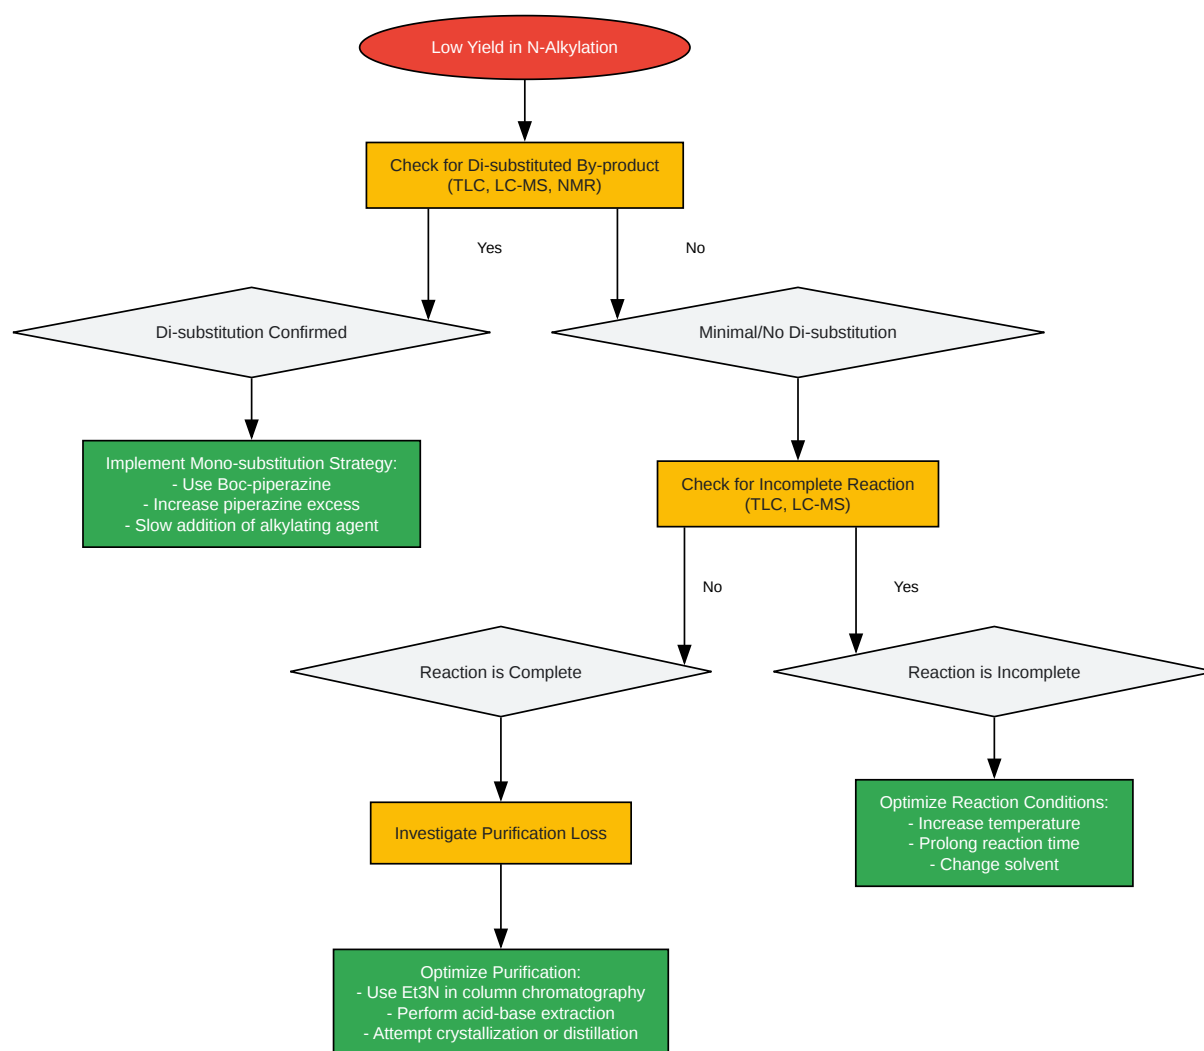 Low Yield in N-Alkylation
Check for Di-substituted By-product
(TLC, LC-MS, NMR)
Yes
No
Di-substitution Confirmed
Minimal/No Di-substitution
Implement Mono-substitution Strategy:
- Use Boc-piperazine
- Increase piperazine excess
- Slow addition of alkylating agent
Check for Incomplete Reaction
(TLC, LC-MS)
No
Yes
Reaction is Complete
Reaction is Incomplete
Investigate Purification Loss
Optimize Reaction Conditions:
- Increase temperature
- Prolong reaction time
- Change solvent
Optimize Purification:
- Use Et3N in column chromatography
- Perform acid-base extraction
- Attempt crystallization or distillation